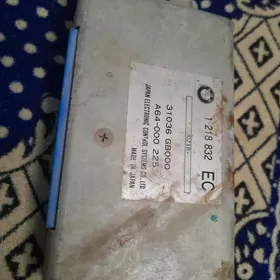 1 218 832 EC
31036 GB000
A64-000 225
JAPAN ELECTRONIC CONTROL SYSTEMS CO.,LTD.
MADE IN JAPAN